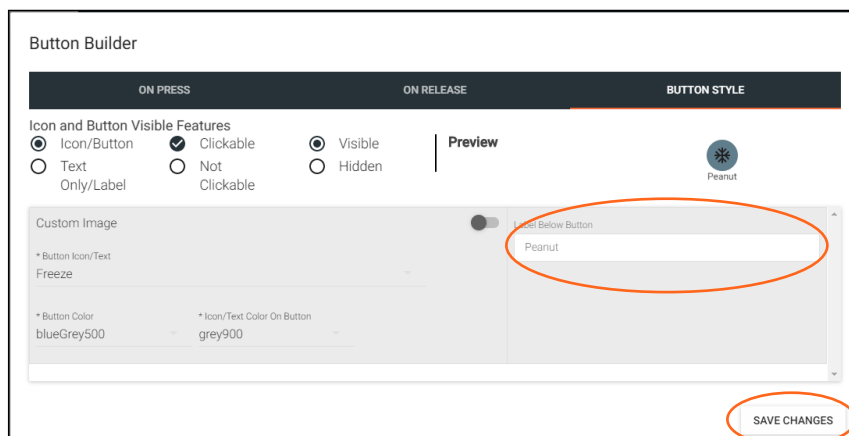 Button Builder
ON PRESS ON RELEASE BUTTON STYLE
Icon and Button Visible Features
Icon/Button Clickable Visible Preview
Text Not Hidden
Only/Label Clickable
Peanut
Custom Image
Label Below Button
Peanut
* Button Icon/Text
Freeze
* Button Color * Icon/Text Color On Button
blueGrey500 grey900
SAVE CHANGES